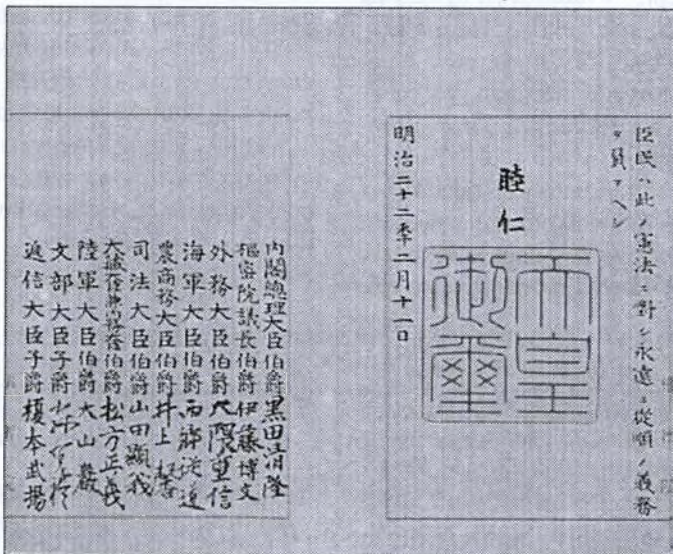 臣民ハ此ノ憲法ニ對シ永遠ニ從順ノ義務
ヲ負フヘシ
睦仁
天皇御璽
明治二十二秊二月十一日
内閣總理大臣伯爵黒田清隆
樞密院議長伯爵伊藤博文
外務大臣伯爵大隈重信
海軍大臣伯爵西郷從道
農商務大臣伯爵井上馨
司法大臣伯爵山田顯義
大藏大臣兼内務大臣伯爵松方正義
陸軍大臣伯爵大山巖
文部大臣子爵森有禮
遞信大臣子爵榎本武揚